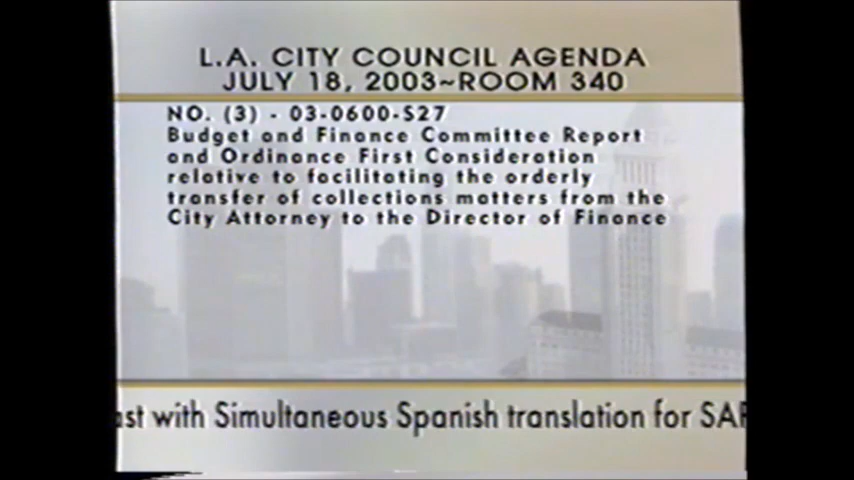 L.A. CITY COUNCIL AGENDA
JULY 18, 2003~ROOM 340
NO. (3) - 03-0600-S27
Budget and Finance Committee Report
and Ordinance First Consideration
relative to facilitating the orderly
transfer of collections matters from the
City Attorney to the Director of Finance
with Simultaneous Spanish translation for